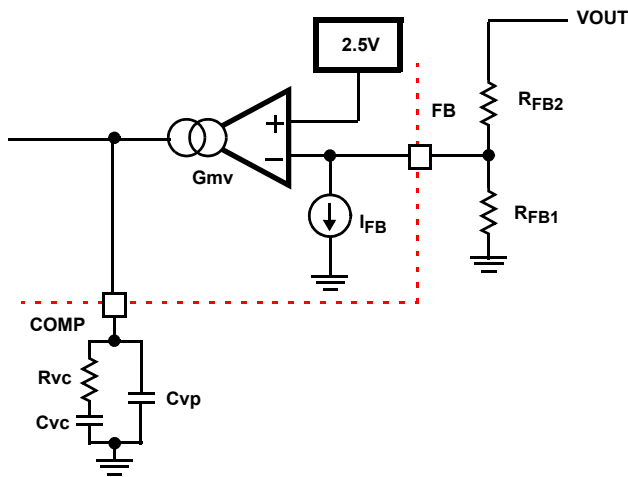 VOUT
2.5V
FB
RFB2
+
−
Gmv
IFB
RFB1
COMP
Rvc
Cvp
Cvc